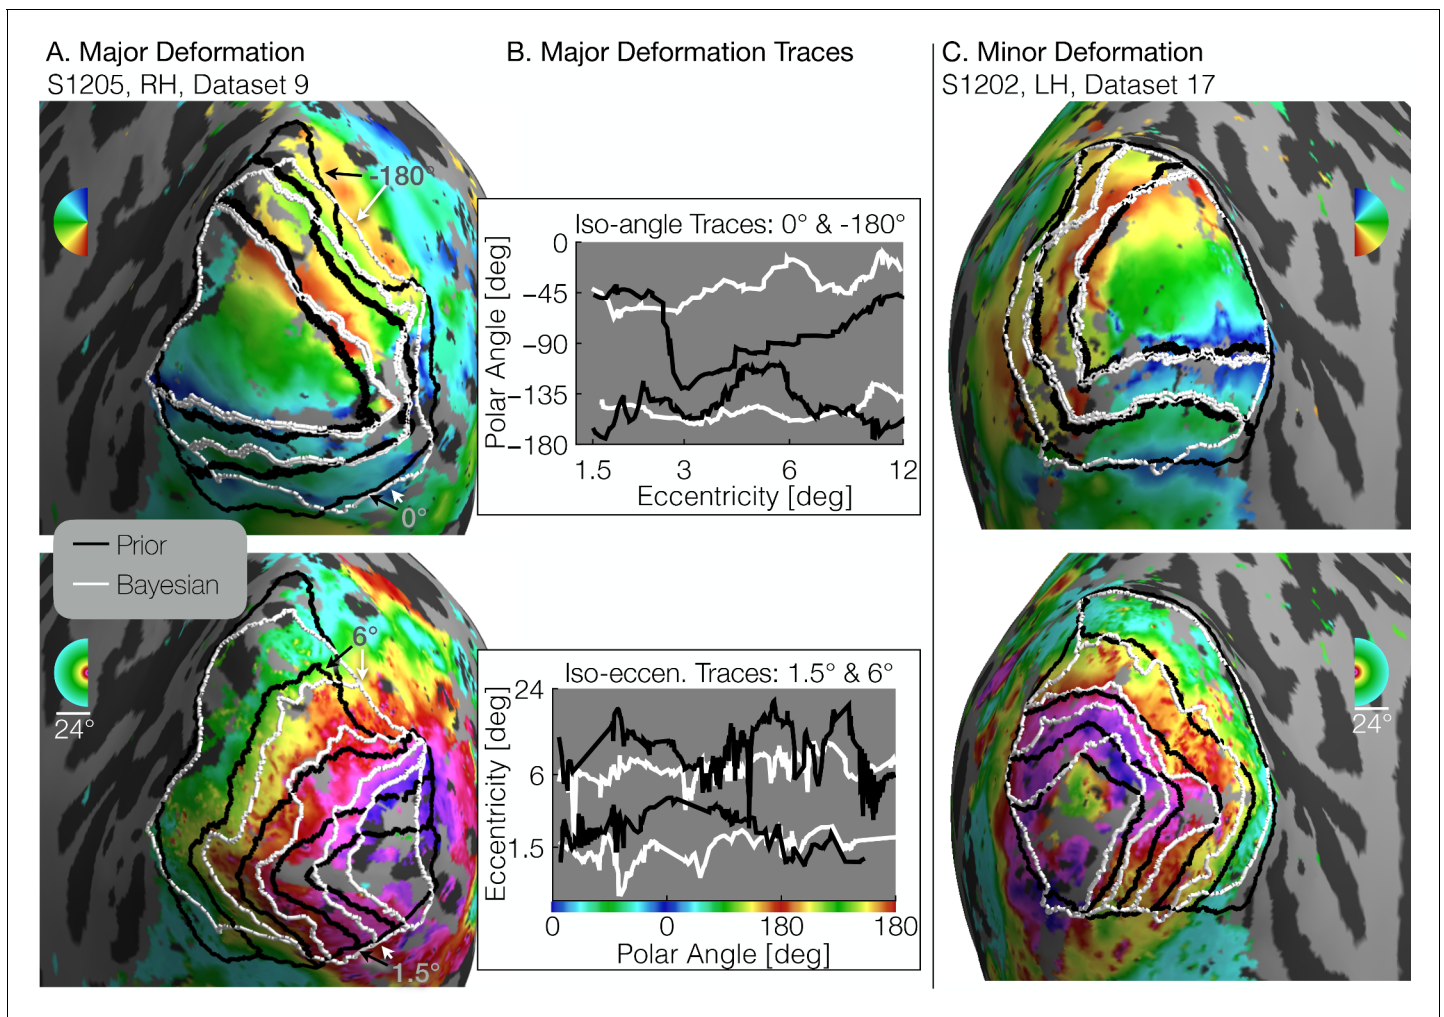 A. Major Deformation
S1205, RH, Dataset 9
-180°
0°
Prior
Bayesian
6°
24°
1.5°
B. Major Deformation Traces
Iso-angle Traces: 0° & -180°
Polar Angle [deg]
0
−45
−90
−135
−180
1.5 3 6 12
Eccentricity [deg]
Iso-eccen. Traces: 1.5° & 6°
Eccentricity [deg]
24
6
1.5
0 0 180 180
Polar Angle [deg]
C. Minor Deformation
S1202, LH, Dataset 17
24°